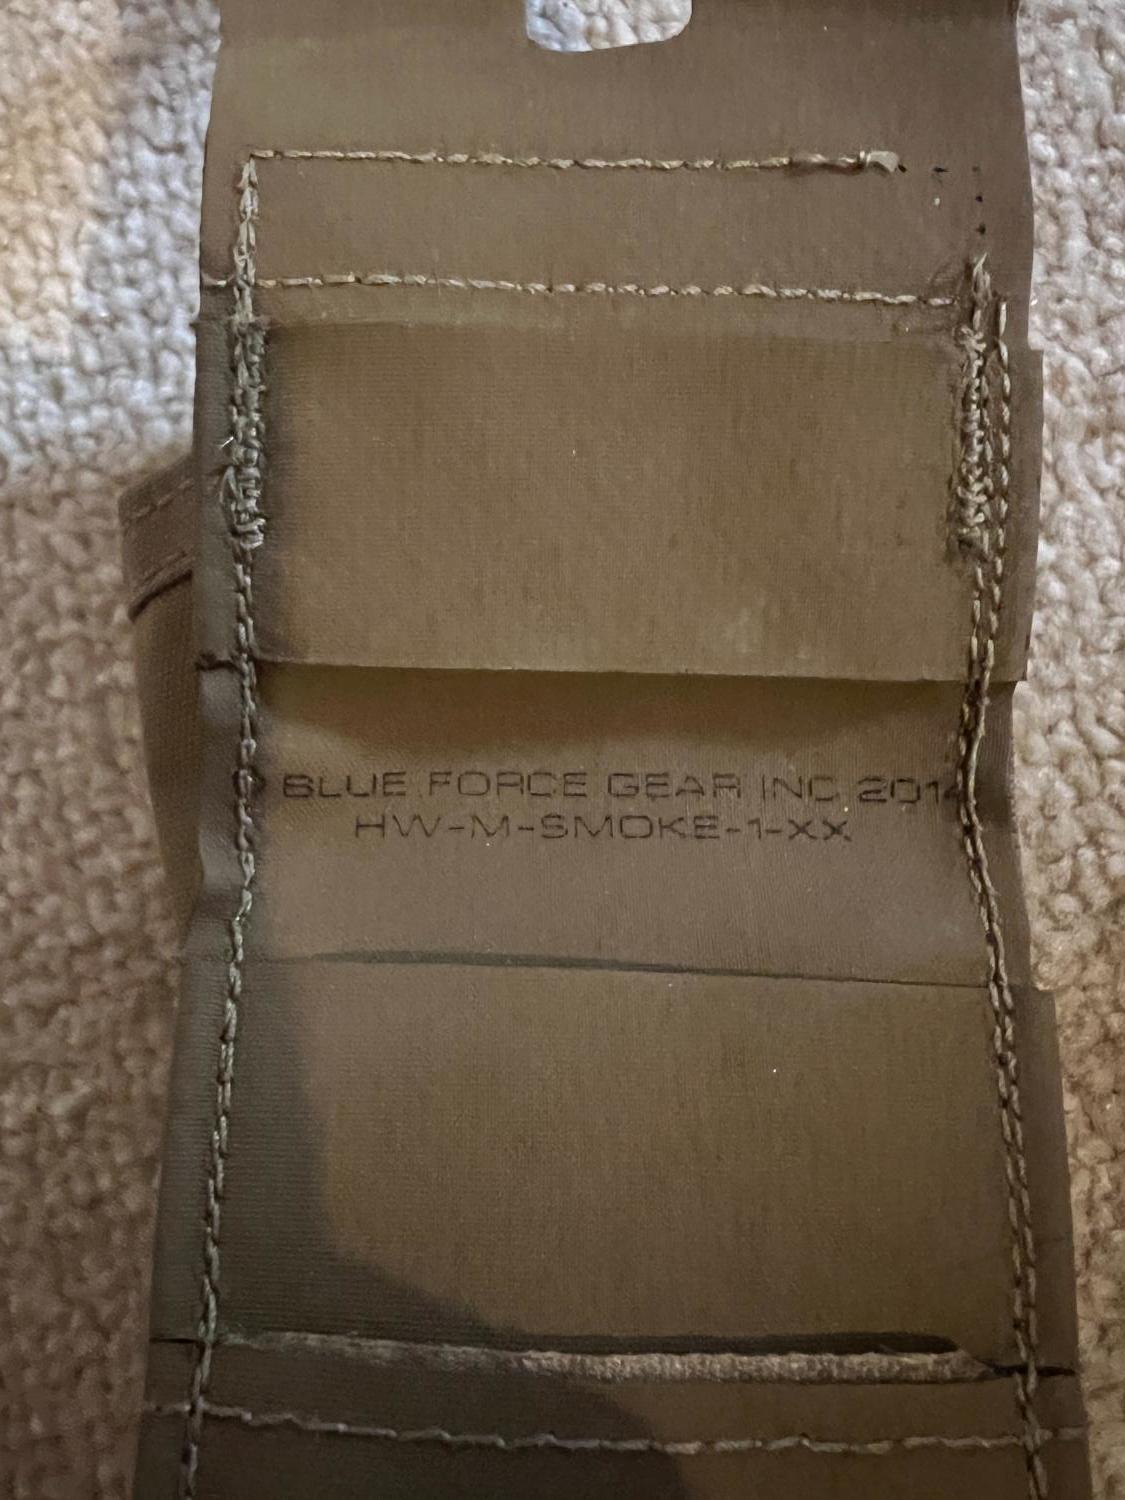 © BLUE FORCE GEAR INC 2014
HW-M-SMOKE-1-XX